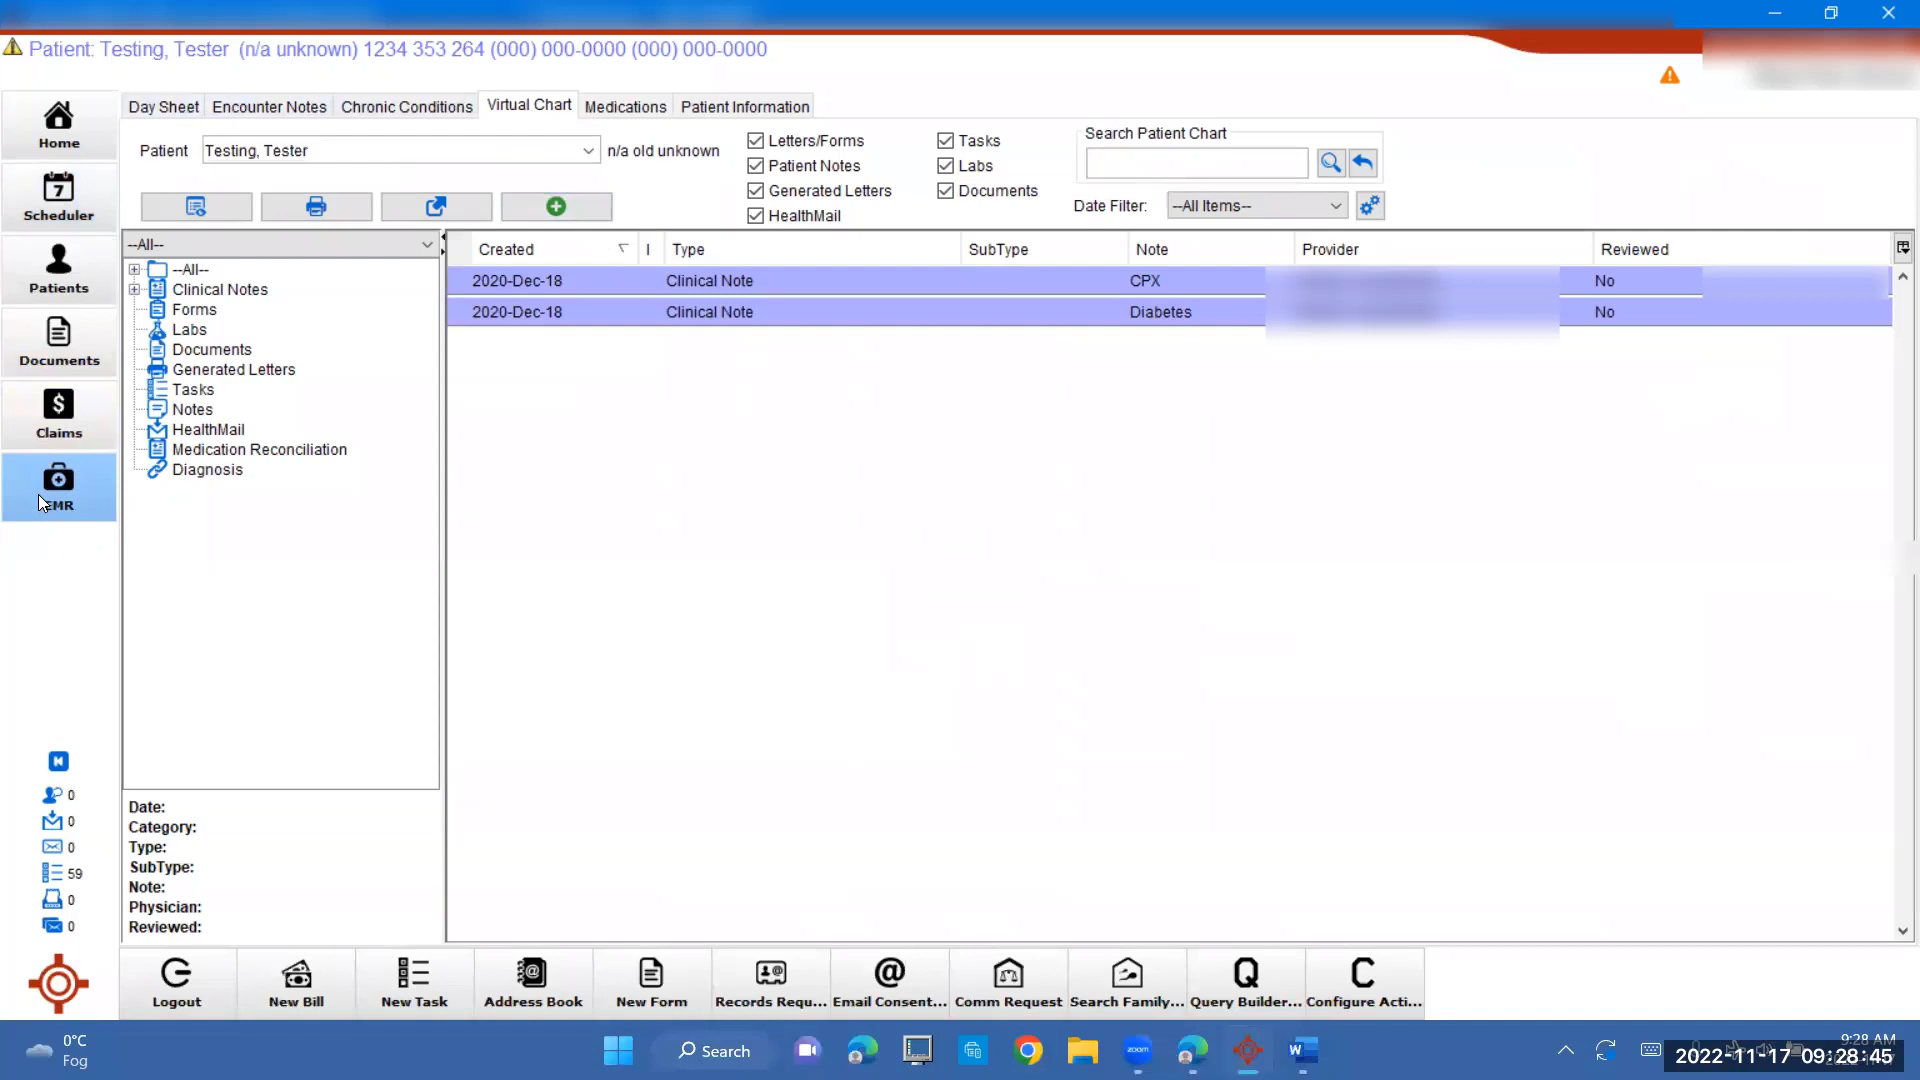 Patient: Testing, Tester (n/a unknown) 1234 353 264 (000) 000-0000 (000) 000-0000
Day Sheet Encounter Notes Chronic Conditions Virtual Chart Medications Patient Information
Home
Scheduler
Patients
Documents
Claims
EMR
Patient Testing, Tester n/a old unknown
Letters/Forms
Patient Notes
Generated Letters
HealthMail
Tasks
Labs
Documents
Search Patient Chart
Date Filter: --All Items--
--All--
--All--
Clinical Notes
Forms
Labs
Documents
Generated Letters
Tasks
Notes
HealthMail
Medication Reconciliation
Diagnosis
Created I Type SubType Note Provider Reviewed
2020-Dec-18 Clinical Note CPX No
2020-Dec-18 Clinical Note Diabetes No
Date:
Category:
Type:
SubType:
Note:
Physician:
Reviewed:
0
0
0
59
0
0
Logout New Bill New Task Address Book New Form Records Requ... Email Consent... Comm Request Search Family... Query Builder... Configure Acti...
0°C
Fog
Search
zoom
9:28 AM
2022-11-17 09:28:45